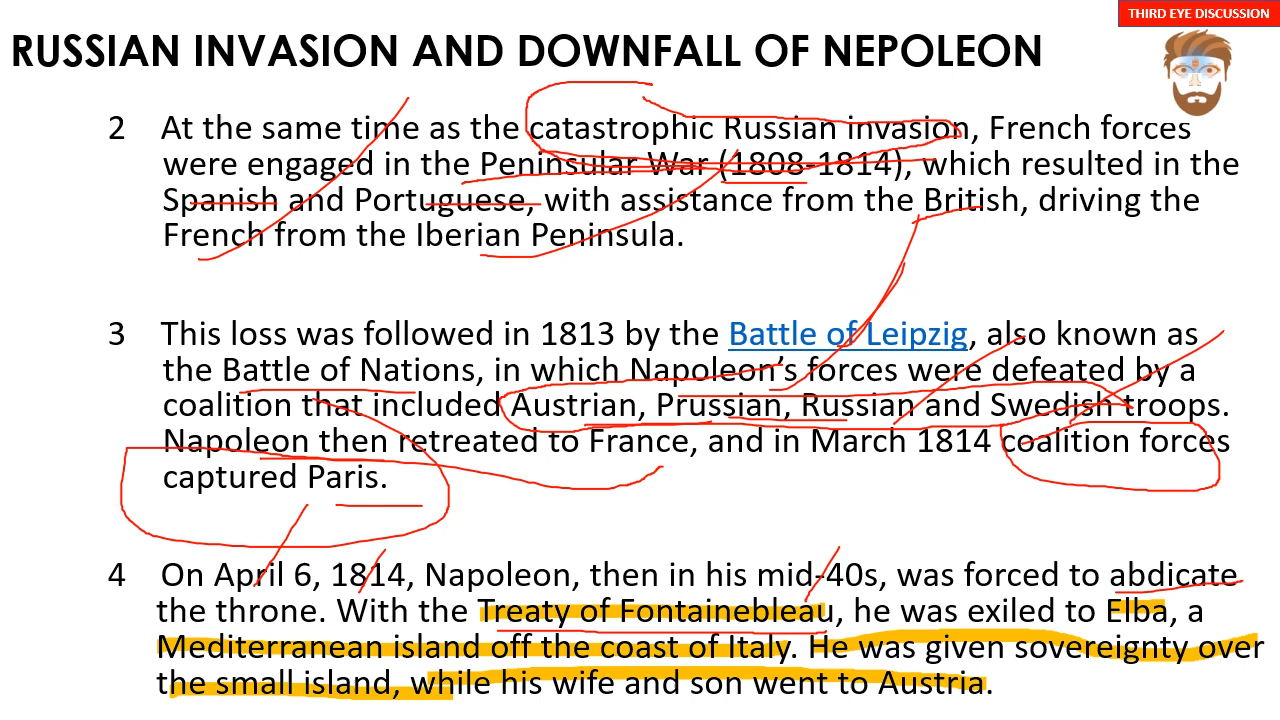 THIRD EYE DISCUSSION
RUSSIAN INVASION AND DOWNFALL OF NEPOLEON
2 At the same time as the catastrophic Russian invasion, French forces
were engaged in the Peninsular War (1808-1814), which resulted in the
Spanish and Portuguese, with assistance from the British, driving the
French from the Iberian Peninsula.
3 This loss was followed in 1813 by the Battle of Leipzig, also known as
the Battle of Nations, in which Napoleon’s forces were defeated by a
coalition that included Austrian, Prussian, Russian and Swedish troops.
Napoleon then retreated to France, and in March 1814 coalition forces
captured Paris.
4 On April 6, 1814, Napoleon, then in his mid-40s, was forced to abdicate
the throne. With the Treaty of Fontainebleau, he was exiled to Elba, a
Mediterranean island off the coast of Italy. He was given sovereignty over
the small island, while his wife and son went to Austria.